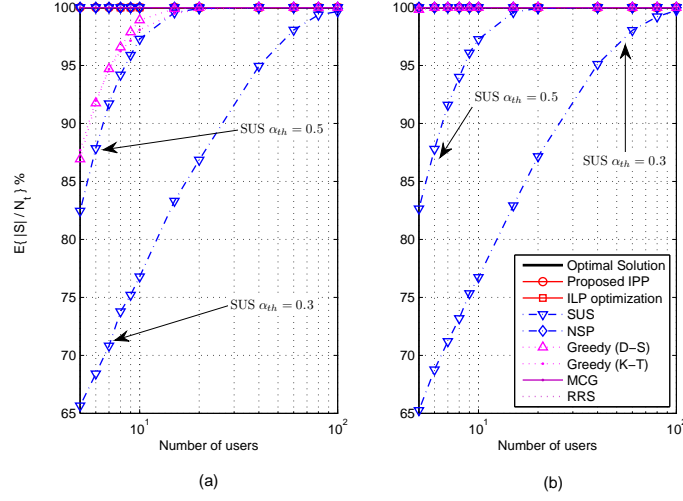 E{ |S| / N_t } %
100
95
90
85
80
75
70
65
10^1
10^2
Number of users
(a)
SUS α_th = 0.5
SUS α_th = 0.3
100
95
90
85
80
75
70
65
10^1
10^2
Number of users
(b)
SUS α_th = 0.5
SUS α_th = 0.3
Optimal Solution
Proposed IPP
ILP optimization
SUS
NSP
Greedy (D−S)
Greedy (K−T)
MCG
RRS